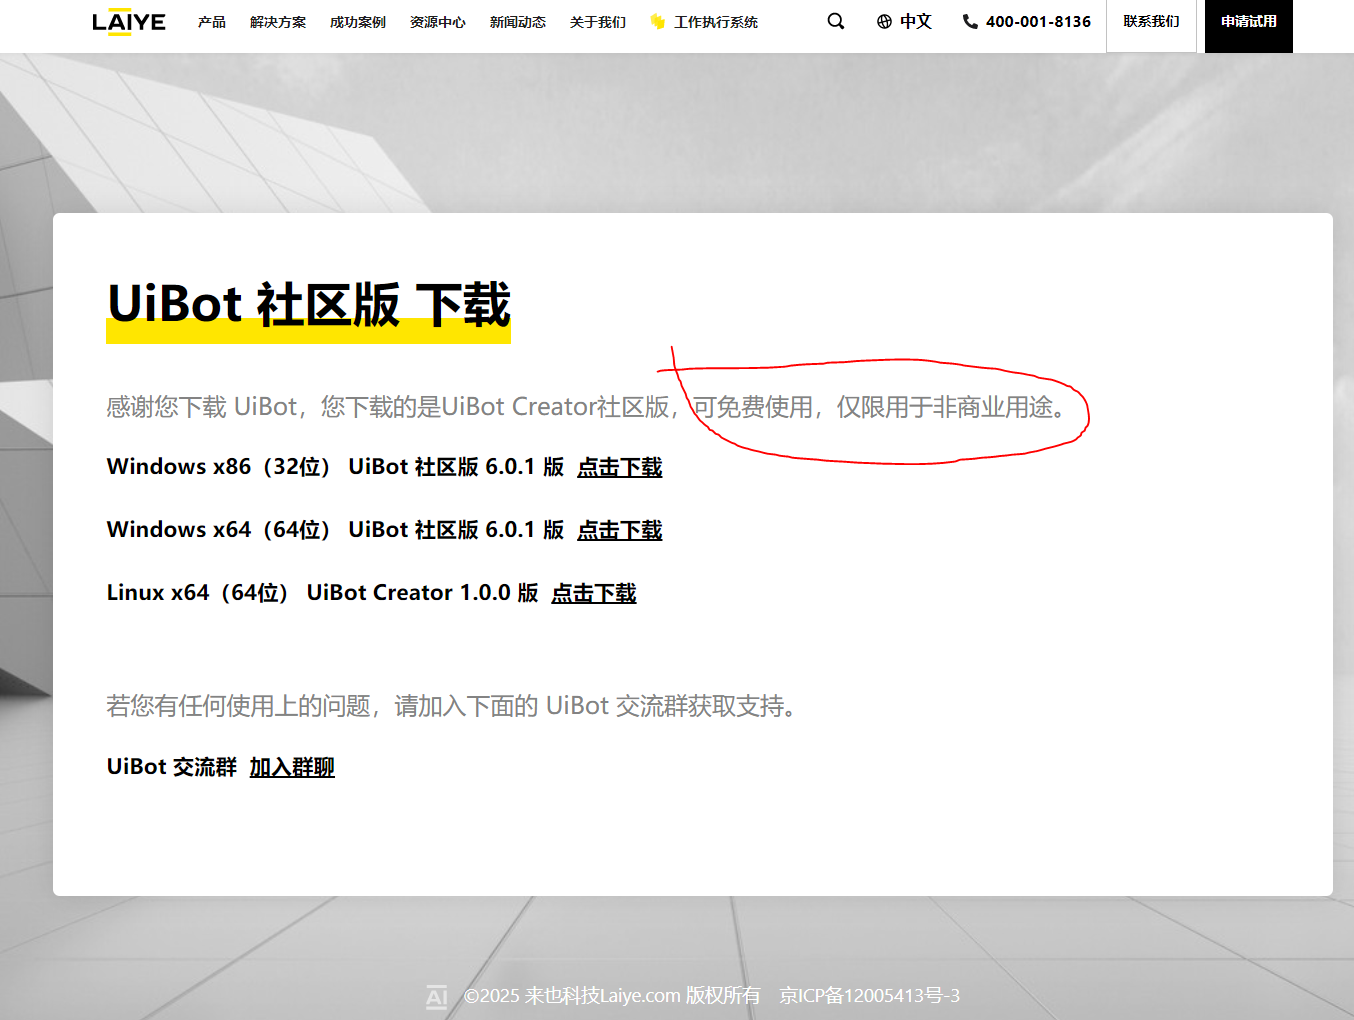 LAIYE 产品 解决方案 成功案例 资源中心 新闻动态 关于我们 工作执行系统 中文 400-001-8136 联系我们 申请试用
UiBot 社区版 下载
感谢您下载 UiBot，您下载的是UiBot Creator社区版，可免费使用，仅限用于非商业用途。
Windows x86（32位） UiBot 社区版 6.0.1 版 点击下载
Windows x64（64位） UiBot 社区版 6.0.1 版 点击下载
Linux x64（64位） UiBot Creator 1.0.0 版 点击下载
若您有任何使用上的问题，请加入下面的 UiBot 交流群获取支持。
UiBot 交流群 加入群聊
AI ©2025 来也科技Laiye.com 版权所有 京ICP备12005413号-3